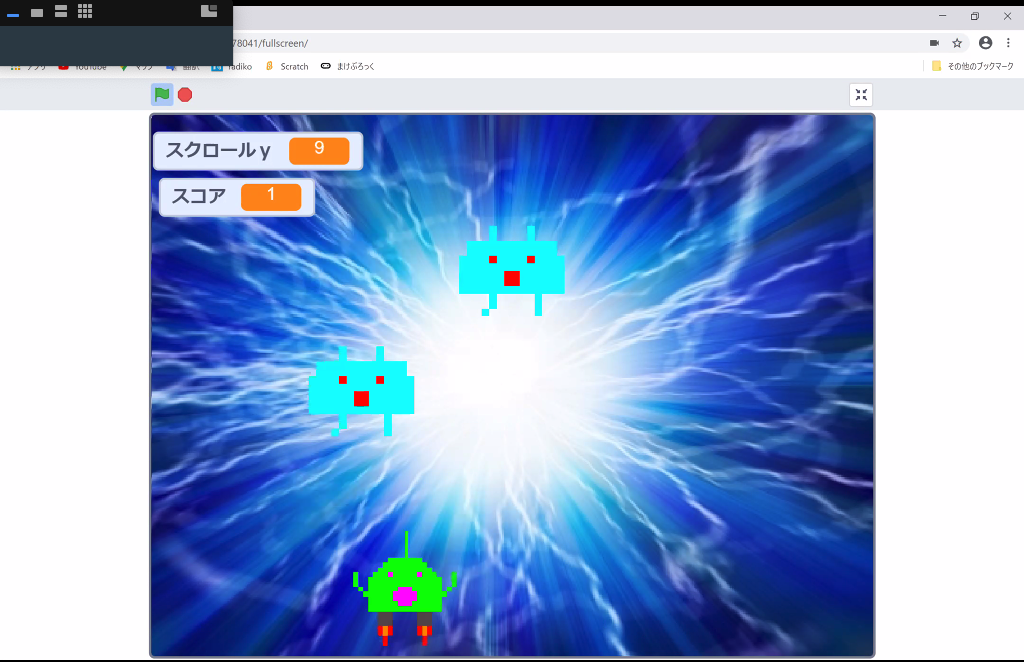 78041/fullscreen/
アプリ YouTube マップ 翻訳 radiko Scratch まけぶろっく その他のブックマーク
スクロールy 9
スコア 1